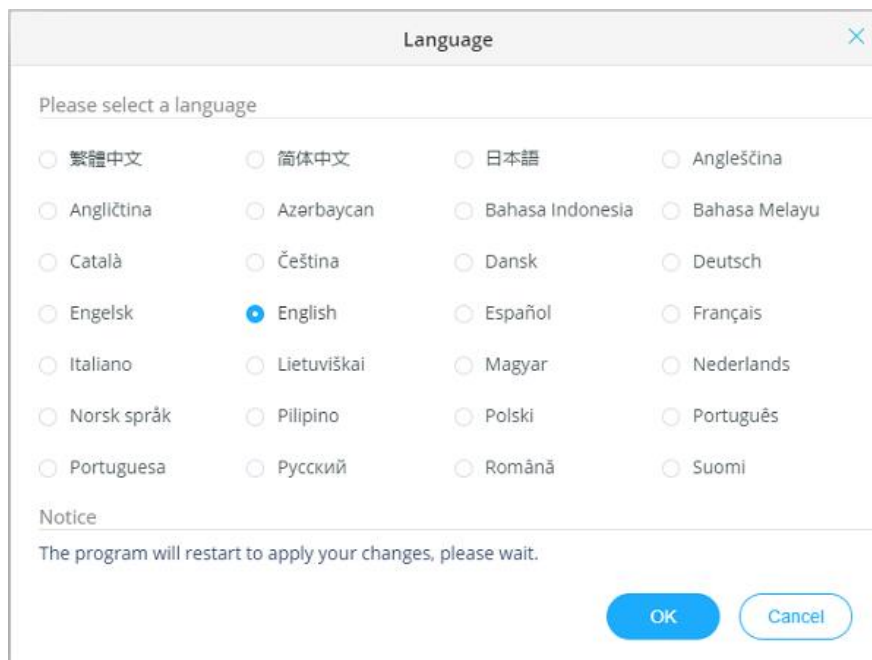 Language
Please select a language
繁體中文 简体中文 日本語 Angleščina
Angličtina Azərbaycan Bahasa Indonesia Bahasa Melayu
Català Čeština Dansk Deutsch
Engelsk English Español Français
Italiano Lietuviškai Magyar Nederlands
Norsk språk Pilipino Polski Português
Portuguesa Русский Română Suomi
Notice
The program will restart to apply your changes, please wait.
OK Cancel